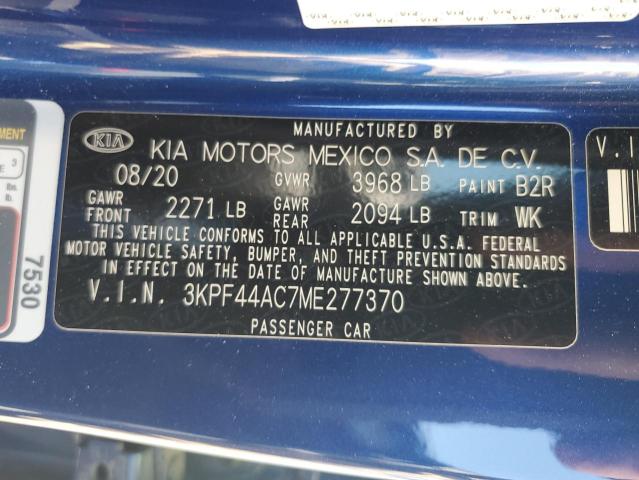 KIA
MANUFACTURED BY
KIA MOTORS MEXICO S.A. DE C.V.
08/20 GVWR 3968 LB PAINT B2R
GAWR FRONT 2271 LB GAWR REAR 2094 LB TRIM WK
THIS VEHICLE CONFORMS TO ALL APPLICABLE U.S.A. FEDERAL
MOTOR VEHICLE SAFETY, BUMPER, AND THEFT PREVENTION STANDARDS
IN EFFECT ON THE DATE OF MANUFACTURE SHOWN ABOVE.
V.I.N. 3KPF44AC7ME277370
PASSENGER CAR
7530
V.I